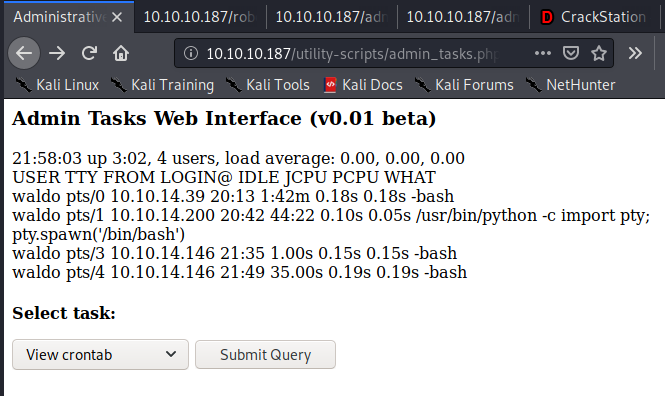 Administrative
10.10.10.187/rob
10.10.10.187/adm
10.10.10.187/adm
CrackStation
10.10.10.187/utility-scripts/admin_tasks.php
Kali Linux
Kali Training
Kali Tools
Kali Docs
Kali Forums
NetHunter
Admin Tasks Web Interface (v0.01 beta)
21:58:03 up 3:02, 4 users, load average: 0.00, 0.00, 0.00
USER TTY FROM LOGIN@ IDLE JCPU PCPU WHAT
waldo pts/0 10.10.14.39 20:13 1:42m 0.18s 0.18s -bash
waldo pts/1 10.10.14.200 20:42 44:22 0.10s 0.05s /usr/bin/python -c import pty;
pty.spawn('/bin/bash')
waldo pts/3 10.10.14.146 21:35 1.00s 0.15s 0.15s -bash
waldo pts/4 10.10.14.146 21:49 35.00s 0.19s 0.19s -bash
Select task:
View crontab
Submit Query